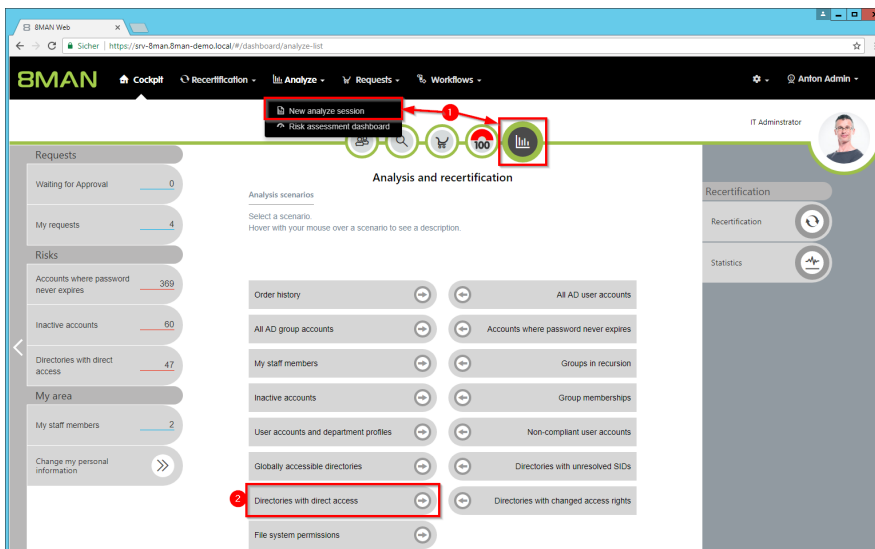 8MAN Web
Sicher | https://srv-8man.8man-demo.local/#/dashboard/analyze-list
8MAN
Cockpit
Recertification
Analyze
Requests
Workflows
Anton Admin
New analyze session
1
Risk assessment dashboard
IT Adminstrator
100
Requests
Waiting for Approval 0
My requests 4
Risks
Accounts where password
never expires 369
Inactive accounts 60
Directories with direct
access 47
My area
My staff members 2
Change my personal
information
Analysis and recertification
Analysis scenarios
Select a scenario.
Hover with your mouse over a scenario to see a description.
Order history
All AD user accounts
All AD group accounts
Accounts where password never expires
My staff members
Groups in recursion
Inactive accounts
Group memberships
User accounts and department profiles
Non-compliant user accounts
Globally accessible directories
Directories with unresolved SIDs
2
Directories with direct access
Directories with changed access rights
File system permissions
Recertification
Recertification
Statistics